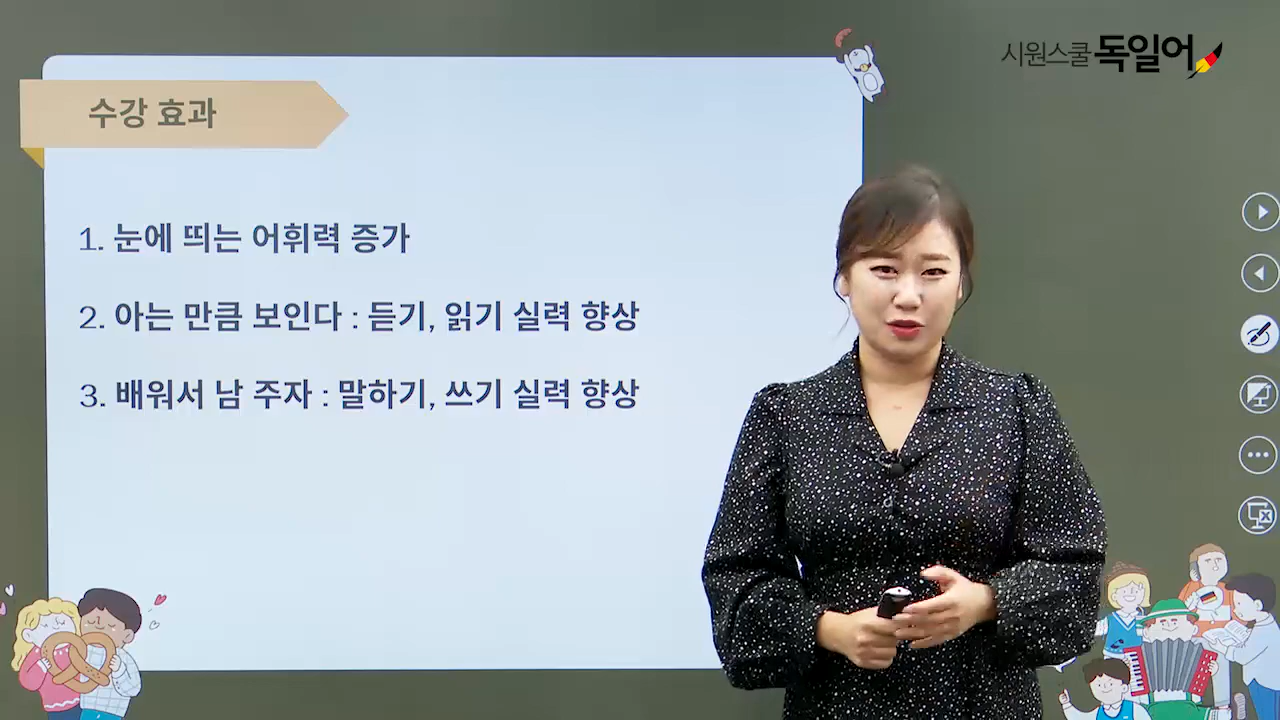 시원스쿨 독일어
수강 효과
1. 눈에 띄는 어휘력 증가
2. 아는 만큼 보인다 : 듣기, 읽기 실력 향상
3. 배워서 남 주자 : 말하기, 쓰기 실력 향상